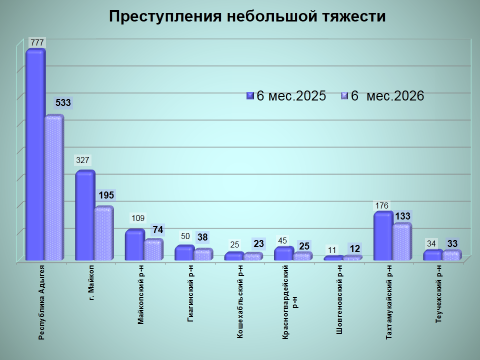 Преступления небольшой тяжести
6 мес.2025 6 мес.2026
777
533
327
195
109
74
50
38
25
23
45
25
11
12
176
133
34
33
Республика Адыгея
г. Майкоп
Майкопский р-н
Гиагинский р-н
Кошехабльский р-н
Красногвардейский
р-н
Шовгеновский р-н
Тахтамукайский р-н
Теучежский р-н